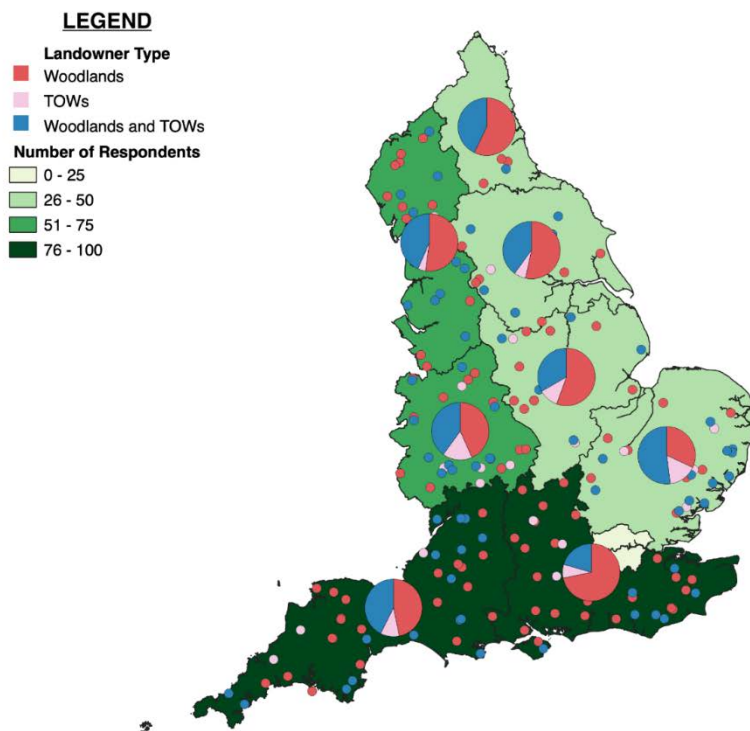 LEGEND
Landowner Type
Woodlands
TOWs
Woodlands and TOWs
Number of Respondents
0 - 25
26 - 50
51 - 75
76 - 100